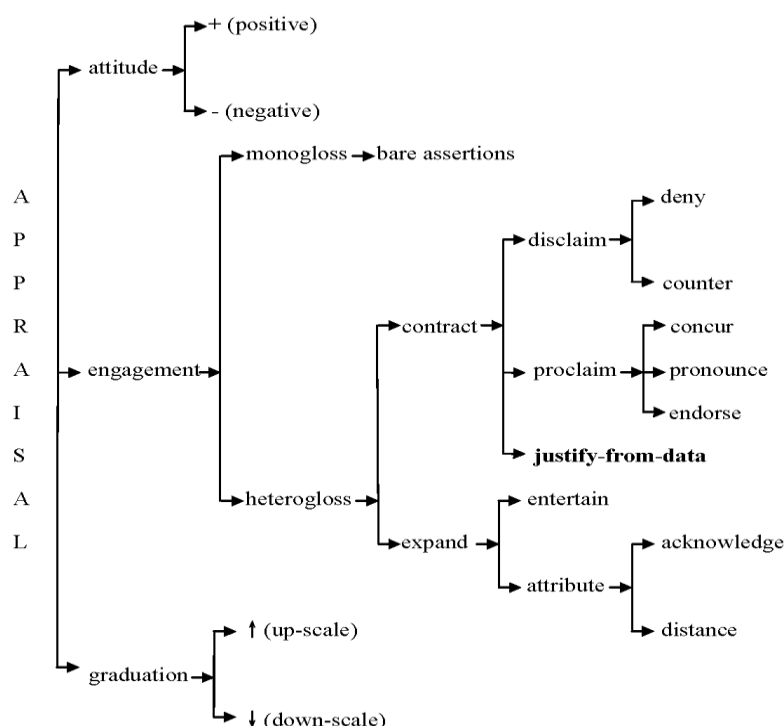 APPRAISAL
attitude
+ (positive)
- (negative)
engagement
monogloss
bare assertions
heterogloss
contract
disclaim
deny
counter
proclaim
concur
pronounce
endorse
justify-from-data
expand
entertain
attribute
acknowledge
distance
graduation
↑ (up-scale)
↓ (down-scale)